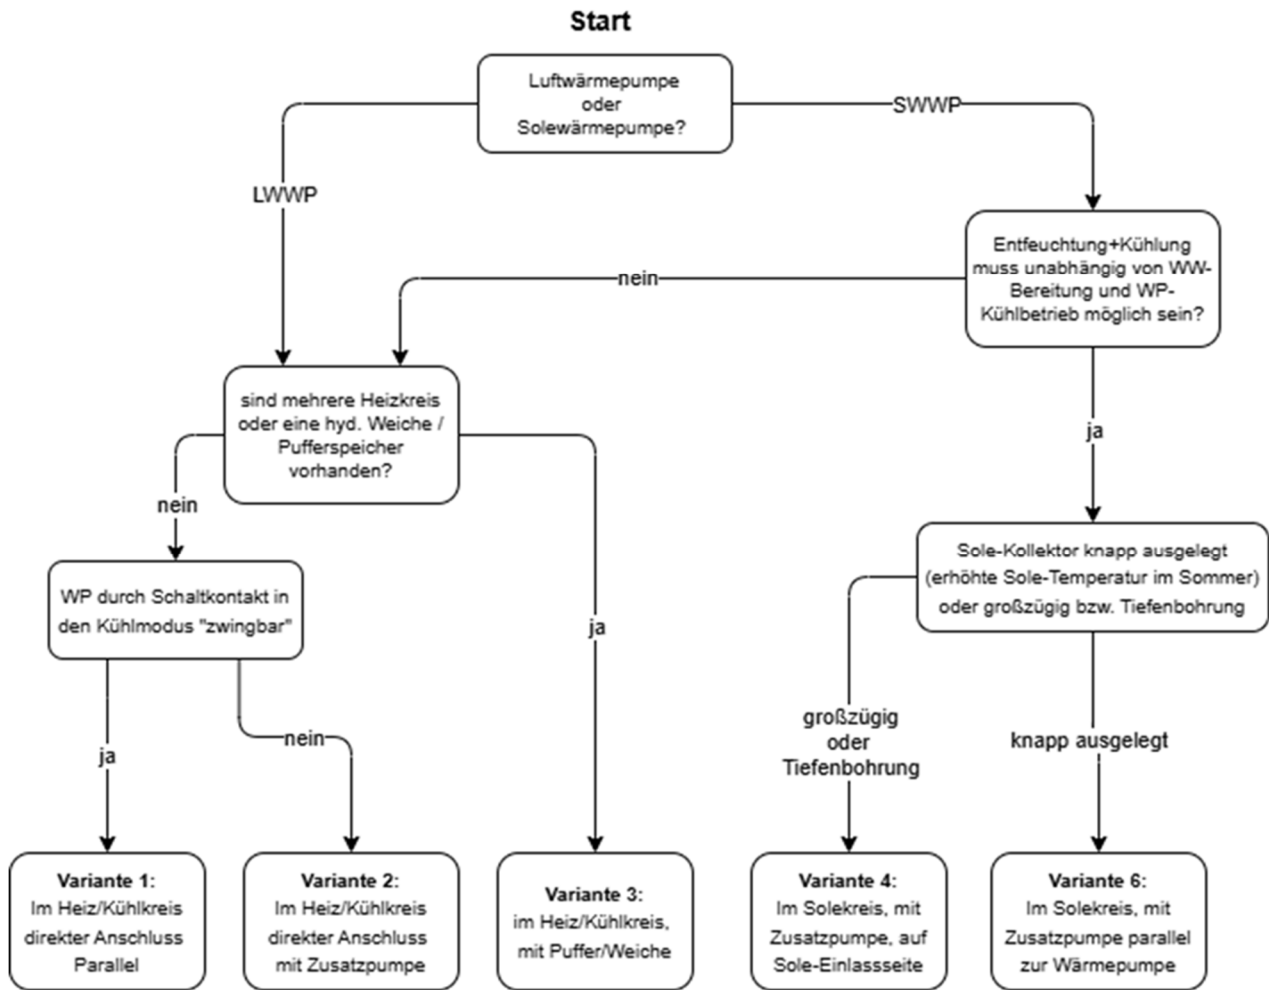 Start
Luftwärmepumpe
oder
Solewärmepumpe?
SWWP
LWWP
Entfeuchtung+Kühlung
muss unabhängig von WW-
Bereitung und WP-
Kühlbetrieb möglich sein?
nein
sind mehrere Heizkreis
oder eine hyd. Weiche /
Pufferspeicher
vorhanden?
ja
nein
Sole-Kollektor knapp ausgelegt
(erhöhte Sole-Temperatur im Sommer)
oder großzügig bzw. Tiefenbohrung
WP durch Schaltkontakt in
den Kühlmodus "zwingbar"
ja
großzügig
oder
Tiefenbohrung
knapp ausgelegt
ja
nein
Variante 1:
Im Heiz/Kühlkreis
direkter Anschluss
Parallel
Variante 2:
Im Heiz/Kühlkreis
direkter Anschluss
mit Zusatzpumpe
Variante 3:
im Heiz/Kühlkreis,
mit Puffer/Weiche
Variante 4:
Im Solekreis, mit
Zusatzpumpe, auf
Sole-Einlassseite
Variante 6:
Im Solekreis, mit
Zusatzpumpe parallel
zur Wärmepumpe